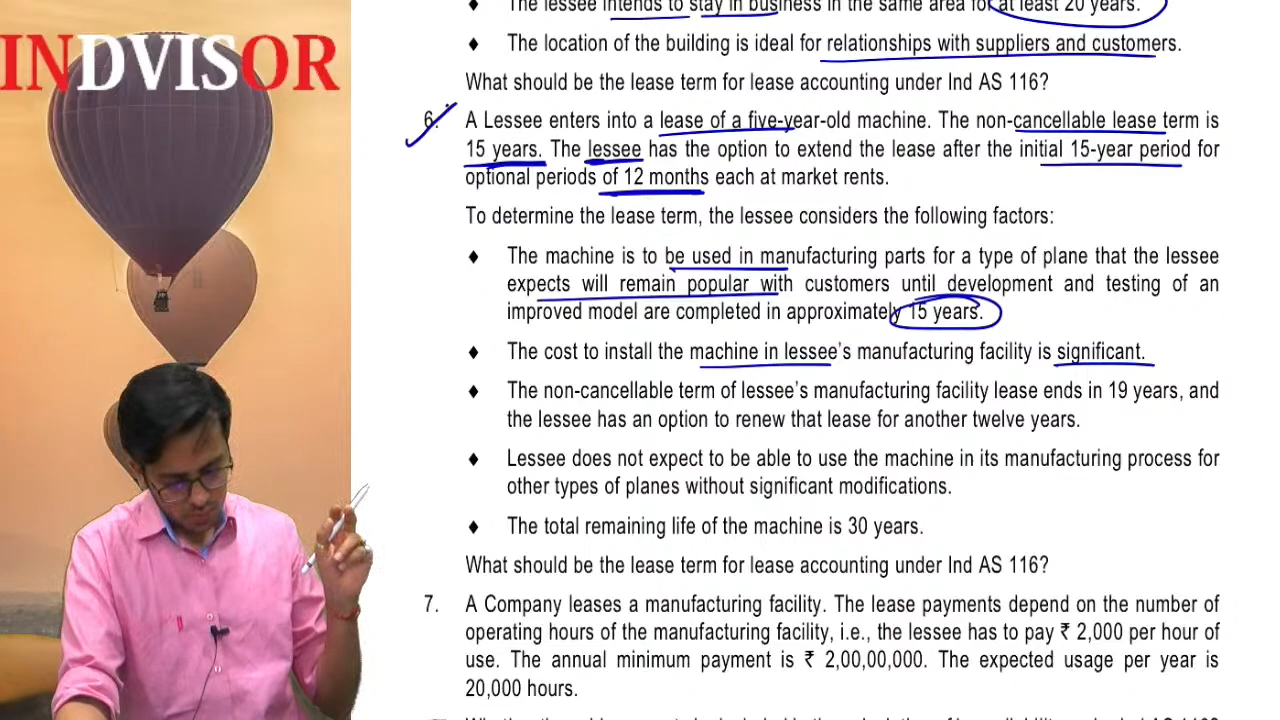 The lessee intends to stay in business in the same area for at least 20 years.
INDVISOR
♦ The location of the building is ideal for relationships with suppliers and customers.
What should be the lease term for lease accounting under Ind AS 116?
6. A Lessee enters into a lease of a five-year-old machine. The non-cancellable lease term is
15 years. The lessee has the option to extend the lease after the initial 15-year period for
optional periods of 12 months each at market rents.
To determine the lease term, the lessee considers the following factors:
♦ The machine is to be used in manufacturing parts for a type of plane that the lessee
expects will remain popular with customers until development and testing of an
improved model are completed in approximately 15 years.
♦ The cost to install the machine in lessee's manufacturing facility is significant.
♦ The non-cancellable term of lessee's manufacturing facility lease ends in 19 years, and
the lessee has an option to renew that lease for another twelve years.
♦ Lessee does not expect to be able to use the machine in its manufacturing process for
other types of planes without significant modifications.
♦ The total remaining life of the machine is 30 years.
What should be the lease term for lease accounting under Ind AS 116?
7. A Company leases a manufacturing facility. The lease payments depend on the number of
operating hours of the manufacturing facility, i.e., the lessee has to pay ₹ 2,000 per hour of
use. The annual minimum payment is ₹ 2,00,00,000. The expected usage per year is
20,000 hours.